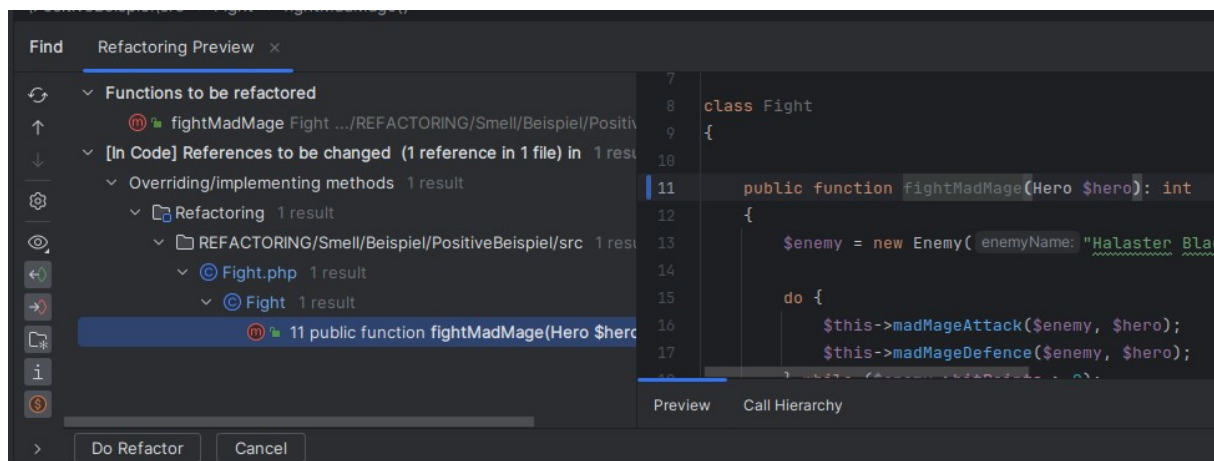 Find Refactoring Preview ×
Functions to be refactored
fightMadMage Fight .../REFACTORING/Smell/Beispiel/Positiv
[In Code] References to be changed (1 reference in 1 file) in 1 resu
Overriding/implementing methods 1 result
Refactoring 1 result
REFACTORING/Smell/Beispiel/PositiveBeispiel/src 1 resu
Fight.php 1 result
Fight 1 result
11 public function fightMadMage(Hero $hero
Do Refactor Cancel
7
8 class Fight
9 {
10
11 public function fightMadMage(Hero $hero): int
12 {
13 $enemy = new Enemy( enemyName: "Halaster Bla
14
15 do {
16 $this->madMageAttack($enemy, $hero);
17 $this->madMageDefence($enemy, $hero);
Preview Call Hierarchy